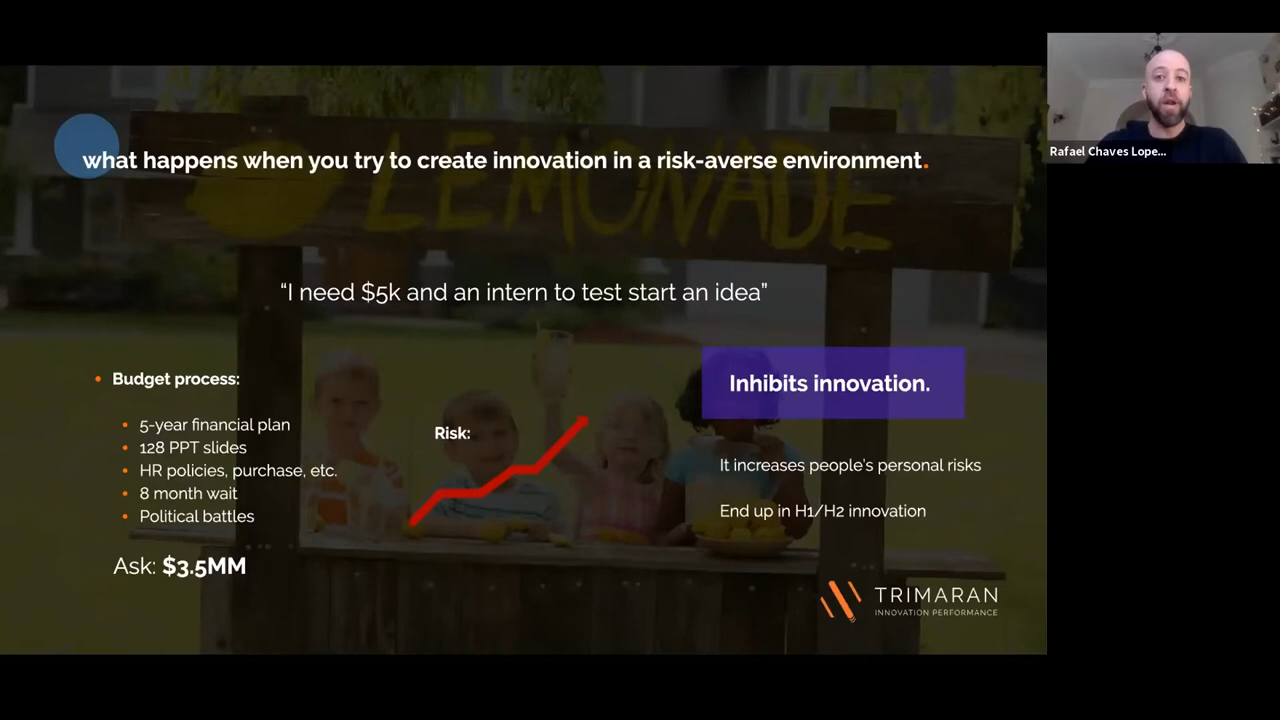 what happens when you try to create innovation in a risk-averse environment.
LEMONADE
“I need $5k and an intern to test start an idea”
• Budget process:
• 5-year financial plan
• 128 PPT slides
• HR policies, purchase, etc.
• 8 month wait
• Political battles
Ask: $3.5MM
Risk:
Inhibits innovation.
It increases people's personal risks
End up in H1/H2 innovation
TRIMARAN
INNOVATION PERFORMANCE
Rafael Chaves Lope...